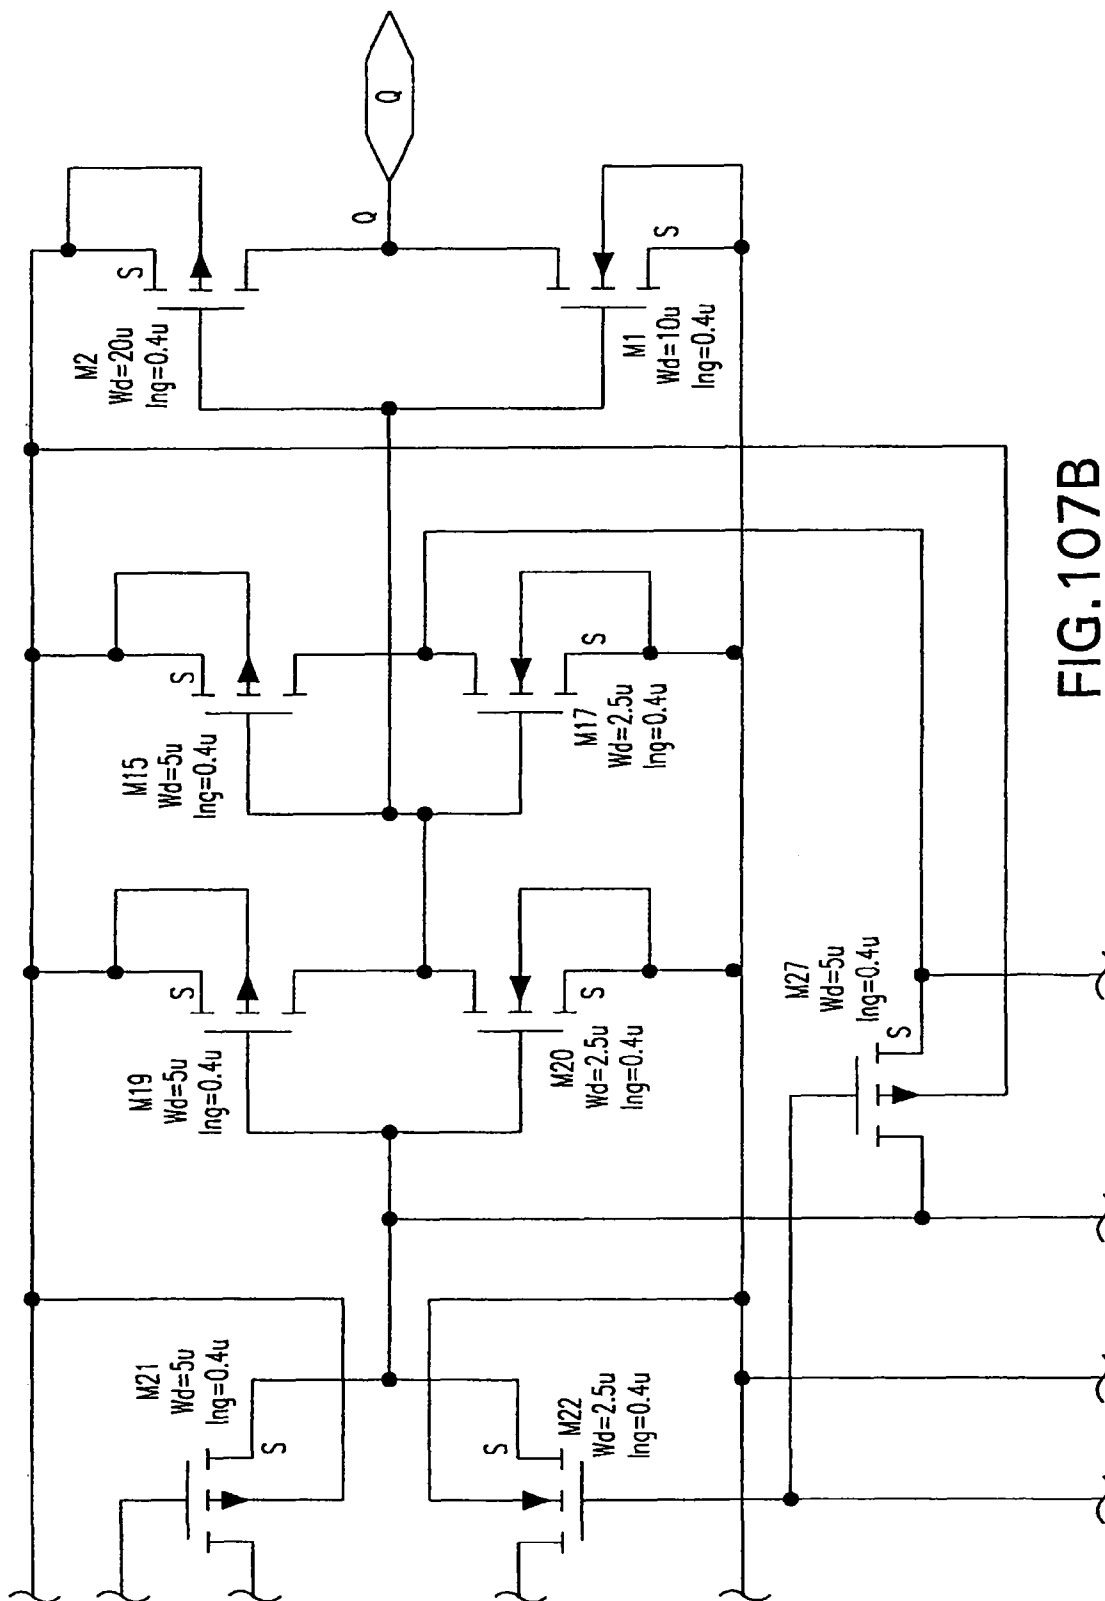 Q
Q
S
M2
Wd=20u
lng=0.4u
S
M1
Wd=10u
lng=0.4u
S
M15
Wd=5u
lng=0.4u
S
M17
Wd=2.5u
lng=0.4u
S
M19
Wd=5u
lng=0.4u
S
M20
Wd=2.5u
lng=0.4u
M27
Wd=5u
lng=0.4u
S
M21
Wd=5u
lng=0.4u
S
S
M22
Wd=2.5u
lng=0.4u
FIG.107B